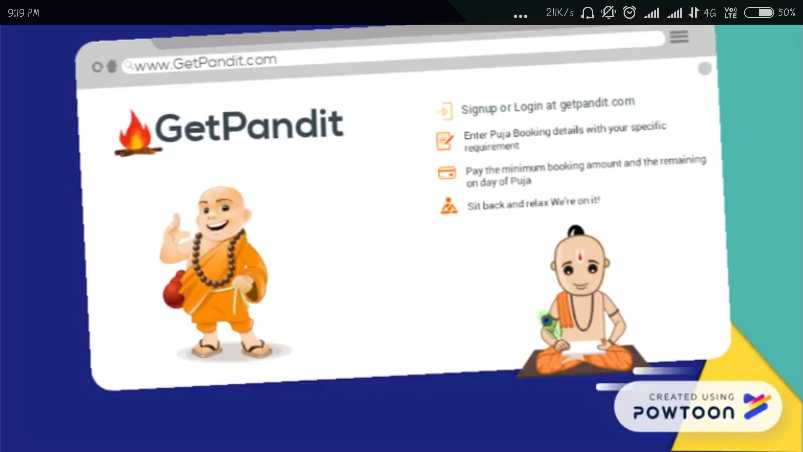 9:19 PM
... 211K/s 4G VoLTE 50%
www.GetPandit.com
GetPandit
Signup or Login at getpandit.com
Enter Puja Booking details with your specific
requirement
Pay the minimum booking amount and the remaining
on day of Puja
Sit back and relax We're on it!
CREATED USING
POWTOON